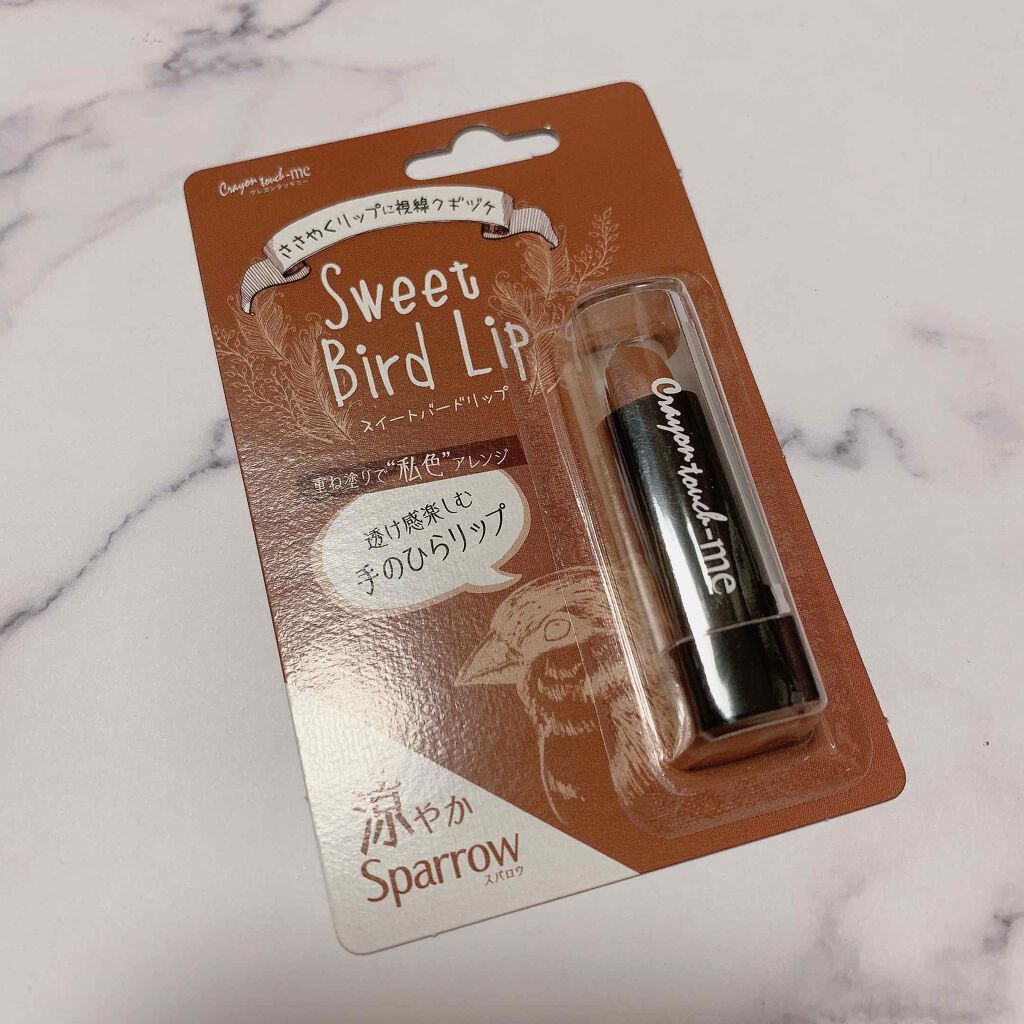 Crayon touch-me
クレヨンタッチミー
ささやくリップに視線クギヅケ
Sweet
Bird Lip
スイートバードリップ
重ね塗りで"私色"アレンジ
透け感楽しむ
手のひらリップ
涼やか
Sparrow
スパロウ
Crayon touch-me